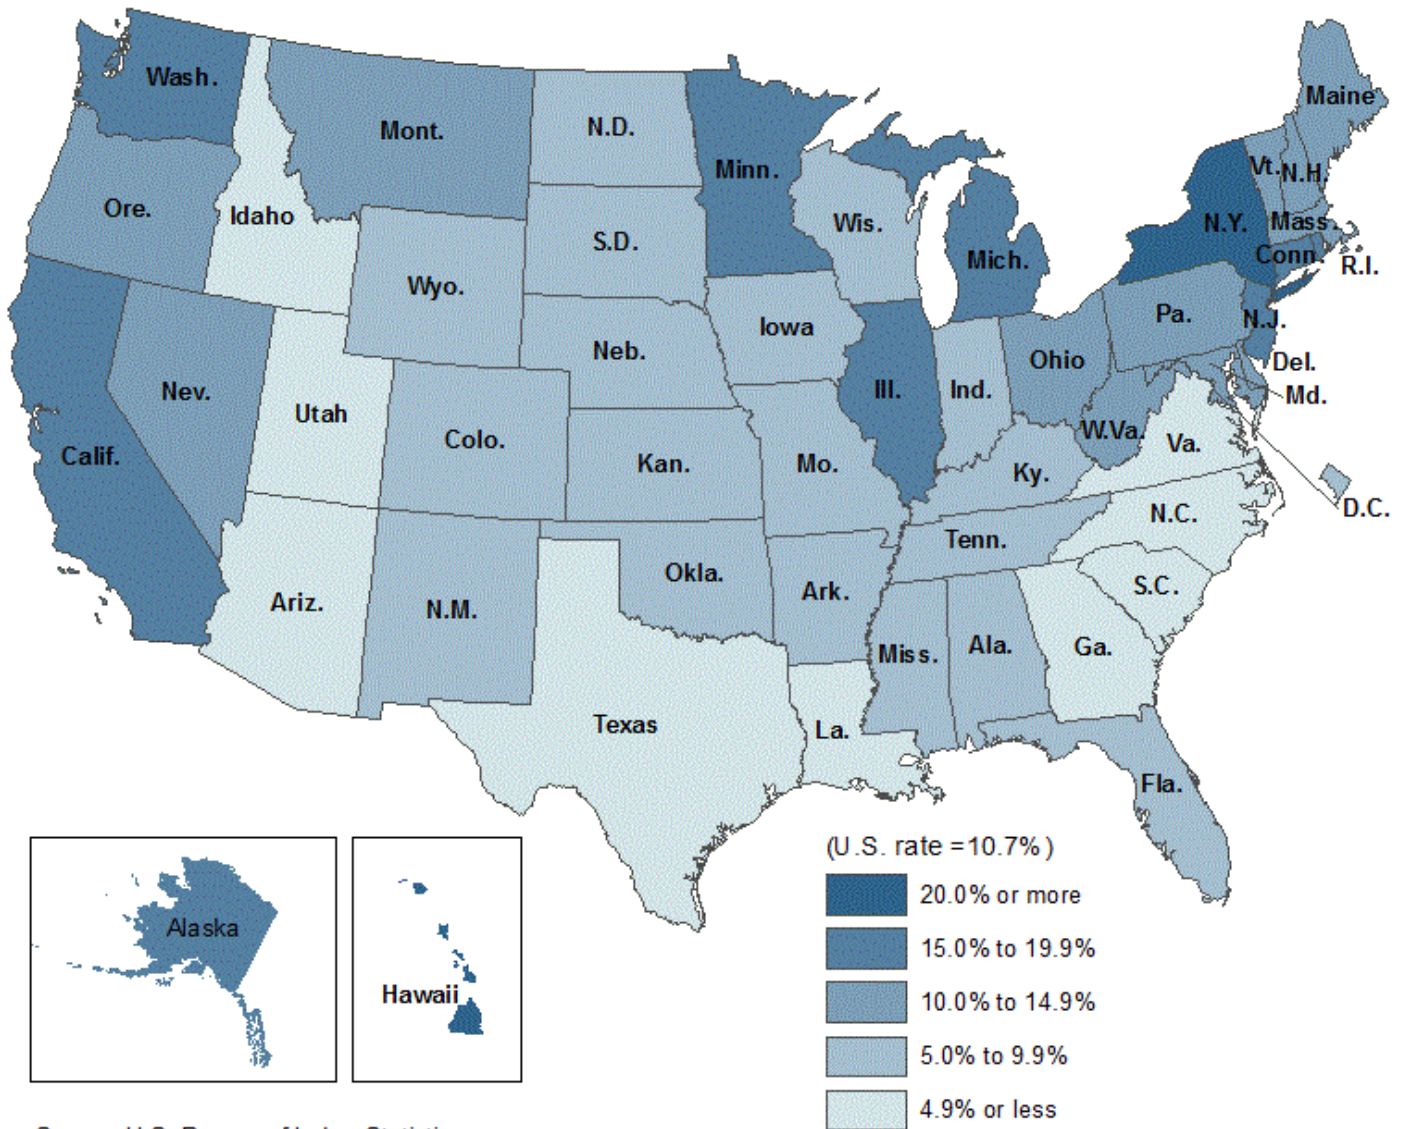 Wash.
Mont.
N.D.
Minn.
Maine
Vt.
N.H.
Ore.
Idaho
Wis.
N.Y.
Mass.
S.D.
Mich.
Conn.
R.I.
Wyo.
Iowa
Pa.
N.J.
Neb.
Ohio
Del.
Nev.
Ill.
Ind.
Md.
Utah
Colo.
W.Va.
Va.
Calif.
Kan.
Mo.
Ky.
D.C.
N.C.
Tenn.
Okla.
Ark.
S.C.
Ariz.
N.M.
Miss.
Ala.
Ga.
Texas
La.
Fla.
Alaska
Hawaii
(U.S. rate =10.7%)
20.0% or more
15.0% to 19.9%
10.0% to 14.9%
5.0% to 9.9%
4.9% or less